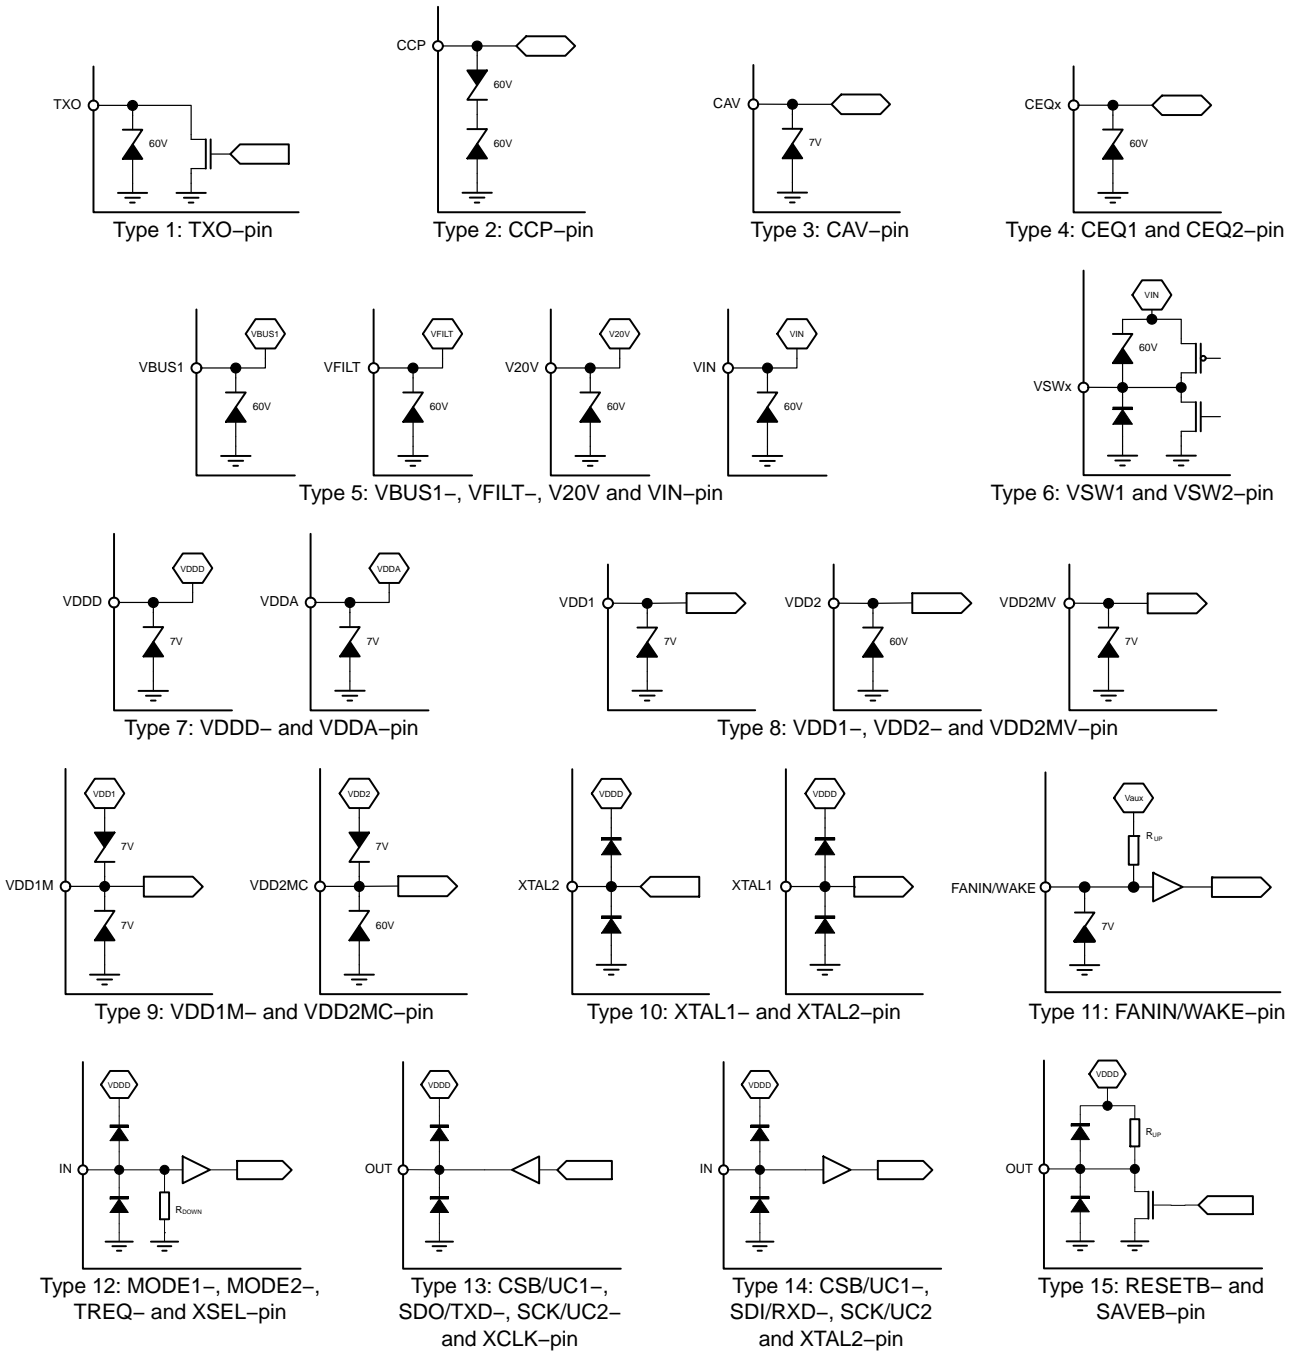 TXO
60V
Type 1: TXO–pin
CCP
60V
60V
Type 2: CCP–pin
CAV
7V
Type 3: CAV–pin
CEQx
60V
Type 4: CEQ1 and CEQ2–pin
VBUS1
VBUS1
60V
VFILT
VFILT
60V
V20V
V20V
60V
VIN
VIN
60V
Type 5: VBUS1–, VFILT–, V20V and VIN–pin
VIN
60V
VSWx
Type 6: VSW1 and VSW2–pin
VDDD
VDDD
7V
VDDA
VDDA
7V
Type 7: VDDD– and VDDA–pin
VDD1
7V
VDD2
60V
VDD2MV
7V
Type 8: VDD1–, VDD2– and VDD2MV–pin
VDD1
7V
VDD1M
7V
VDD2
7V
VDD2MC
60V
Type 9: VDD1M– and VDD2MC–pin
VDDD
XTAL2
VDDD
XTAL1
Type 10: XTAL1– and XTAL2–pin
Vaux
RUP
FANIN/WAKE
7V
Type 11: FANIN/WAKE–pin
VDDD
IN
RDOWN
Type 12: MODE1–, MODE2–,
TREQ– and XSEL–pin
VDDD
OUT
Type 13: CSB/UC1–,
SDO/TXD–, SCK/UC2–
and XCLK–pin
VDDD
IN
Type 14: CSB/UC1–,
SDI/RXD–, SCK/UC2
and XTAL2–pin
VDDD
RUP
OUT
Type 15: RESETB– and
SAVEB–pin